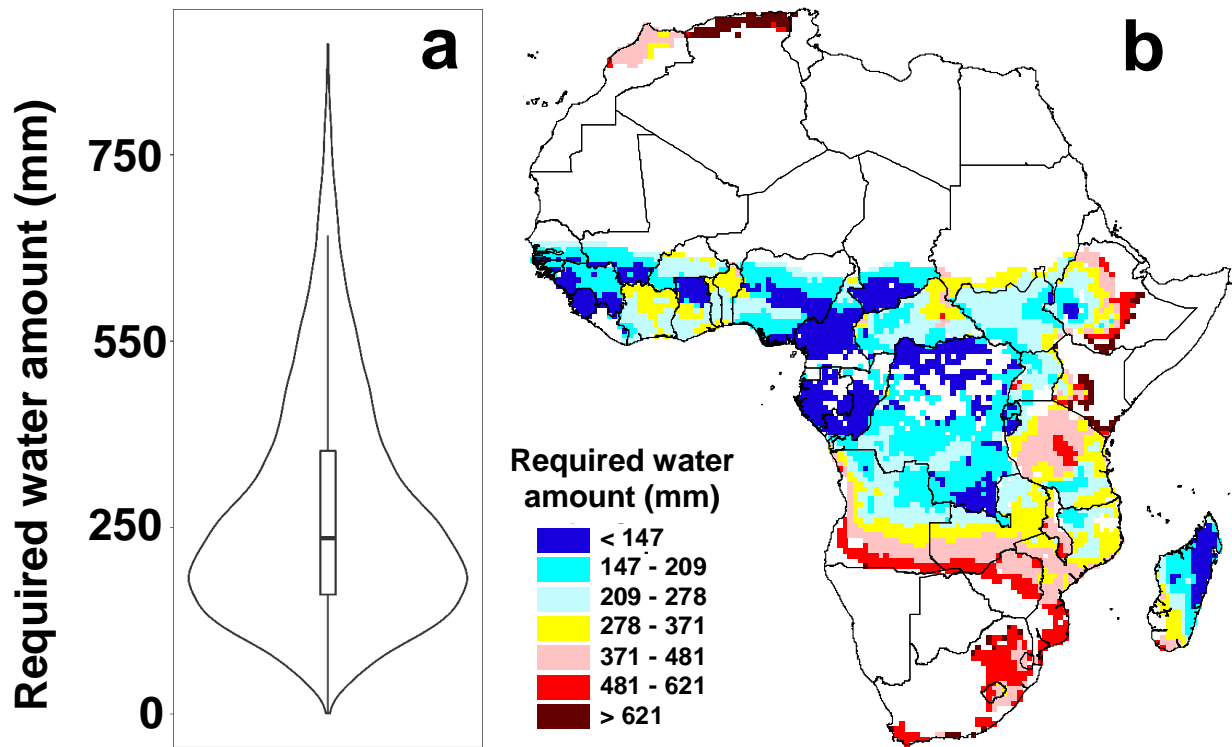 a
Required water amount (mm)
750
550
250
0
b
Required water
amount (mm)
< 147
147 - 209
209 - 278
278 - 371
371 - 481
481 - 621
> 621